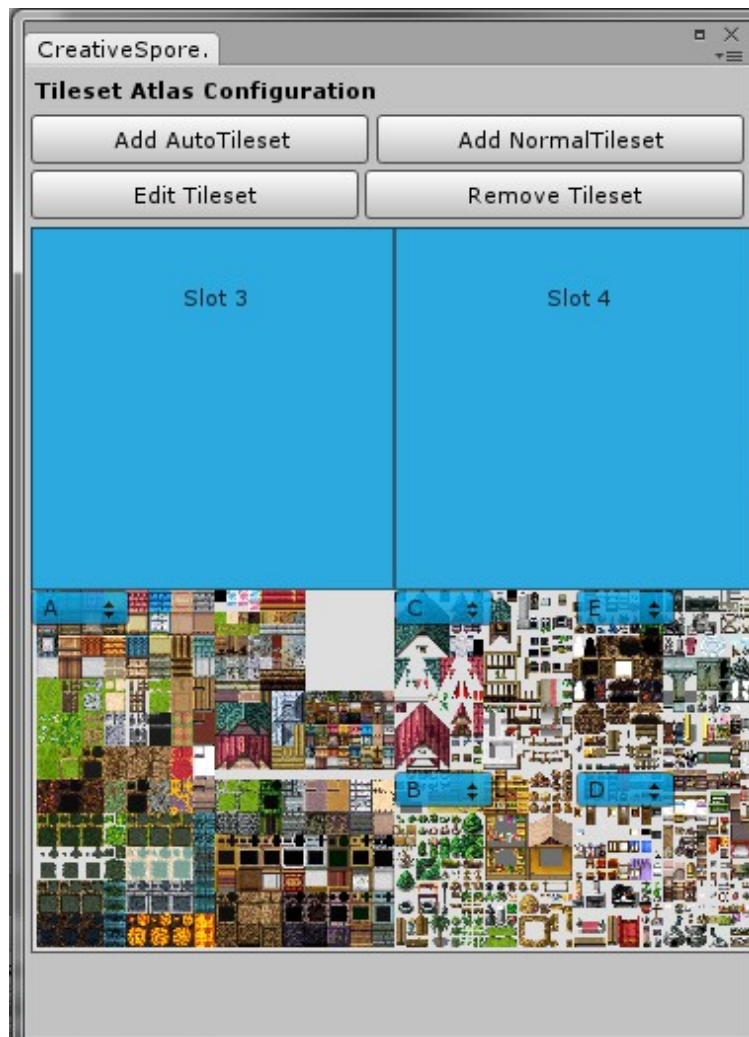 CreativeSpore.
Tileset Atlas Configuration
Add AutoTileset Add NormalTileset
Edit Tileset Remove Tileset
Slot 3 Slot 4
A C E
B D